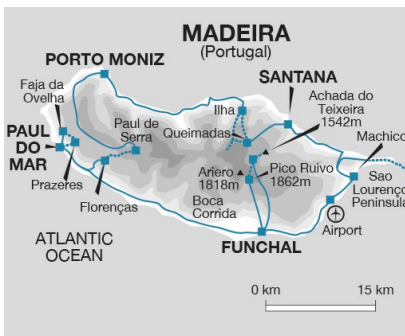 MADEIRA
(Portugal)
PORTO MONIZ
Faja da
Ovelha
SANTANA
Ilha
Achada do
Teixeira
1542m
Paul de
Serra
Queimadas
Machico
PAUL
DO
MAR
Ariero
1818m
Pico Ruivo
1862m
Sao
Lourenço
Peninsula
Prazeres
Florenças
Boca
Corrida
Airport
ATLANTIC
OCEAN
FUNCHAL
0 km
15 km